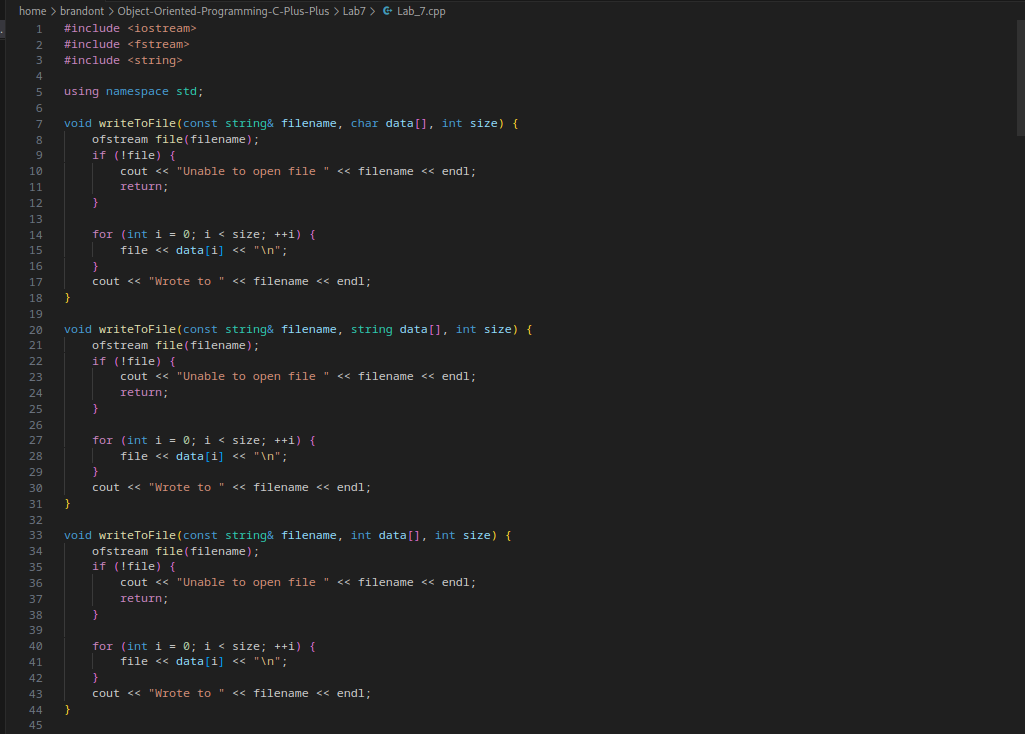 home > brandont > Object-Oriented-Programming-C-Plus-Plus > Lab7 > Lab_7.cpp
1 #include <iostream>
2 #include <fstream>
3 #include <string>
4
5 using namespace std;
6
7 void writeToFile(const string& filename, char data[], int size) {
8     ofstream file(filename);
9     if (!file) {
10         cout << "Unable to open file " << filename << endl;
11         return;
12     }
13
14     for (int i = 0; i < size; ++i) {
15         file << data[i] << "\n";
16     }
17     cout << "Wrote to " << filename << endl;
18 }
19
20 void writeToFile(const string& filename, string data[], int size) {
21     ofstream file(filename);
22     if (!file) {
23         cout << "Unable to open file " << filename << endl;
24         return;
25     }
26
27     for (int i = 0; i < size; ++i) {
28         file << data[i] << "\n";
29     }
30     cout << "Wrote to " << filename << endl;
31 }
32
33 void writeToFile(const string& filename, int data[], int size) {
34     ofstream file(filename);
35     if (!file) {
36         cout << "Unable to open file " << filename << endl;
37         return;
38     }
39
40     for (int i = 0; i < size; ++i) {
41         file << data[i] << "\n";
42     }
43     cout << "Wrote to " << filename << endl;
44 }
45